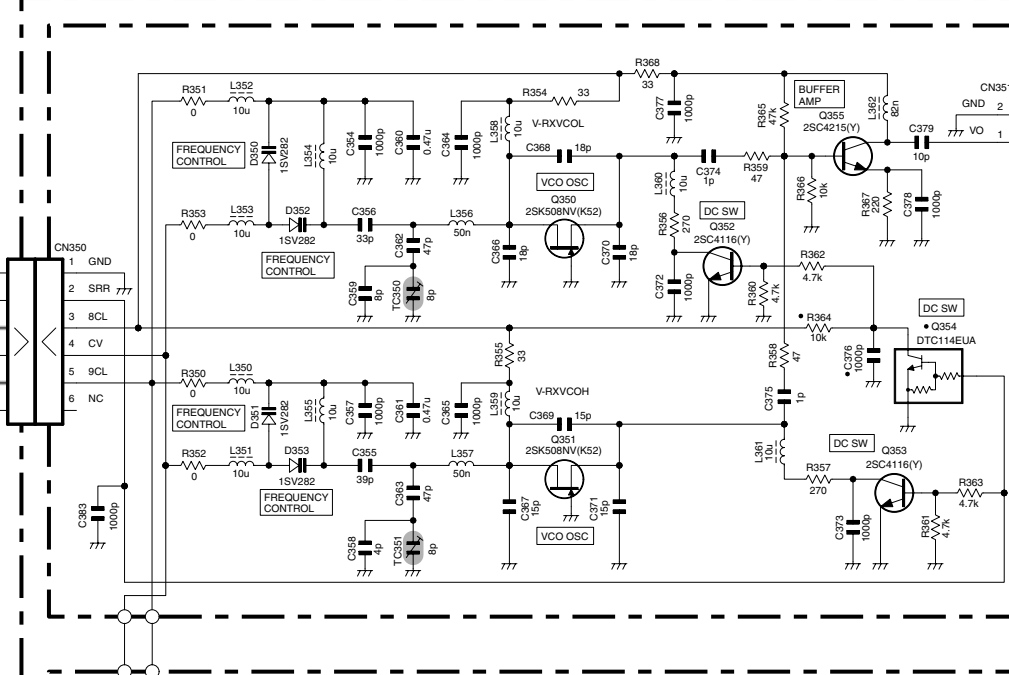 R351
0
L352
10u
FREQUENCY
CONTROL
D350
1SV282
L354
10u
C354
1000p
C360
0.47u
C364
1000p
R354 33
L358
10u
V-RXVCOL
C368 18p
VCO OSC
Q350
2SK508NV(K52)
R368
33
C377
1000p
R365
47k
BUFFER
AMP
Q355
2SC4215(Y)
L362
82n
CN351
GND 2
VO 1
C379
10p
R353
0
L353
10u
D352
1SV282
FREQUENCY
CONTROL
C356
33p
C362
47p
L356
50n
C359
8p
TC350
8p
C366
18p
C370
18p
L360
10u
C374
1p
R359
47
R356
270
DC SW
Q352
2SC4116(Y)
C372
1000p
R360
4.7k
R366
10k
R367
220
C378
1000p
R362
4.7k
CN350
1 GND
2 SRR
3 8CL
4 CV
5 9CL
6 NC
R364
10k
DC SW
Q354
DTC114EUA
C376
1000p
R350
0
L350
10u
FREQUENCY
CONTROL
D351
1SV282
L355
10u
C357
1000p
C361
0.47u
C365
1000p
R355
33
L359
10u
V-RXVCOH
C369 15p
Q351
2SK508NV(K52)
VCO OSC
R358
47
C375
1p
R352
0
L351
10u
D353
1SV282
FREQUENCY
CONTROL
C355
39p
C363
47p
L357
50n
C358
4p
TC351
8p
C367
15p
C371
15p
L361
10u
R357
270
DC SW
Q353
2SC4116(Y)
C373
1000p
R361
4.7k
R363
4.7k
C383
1000p